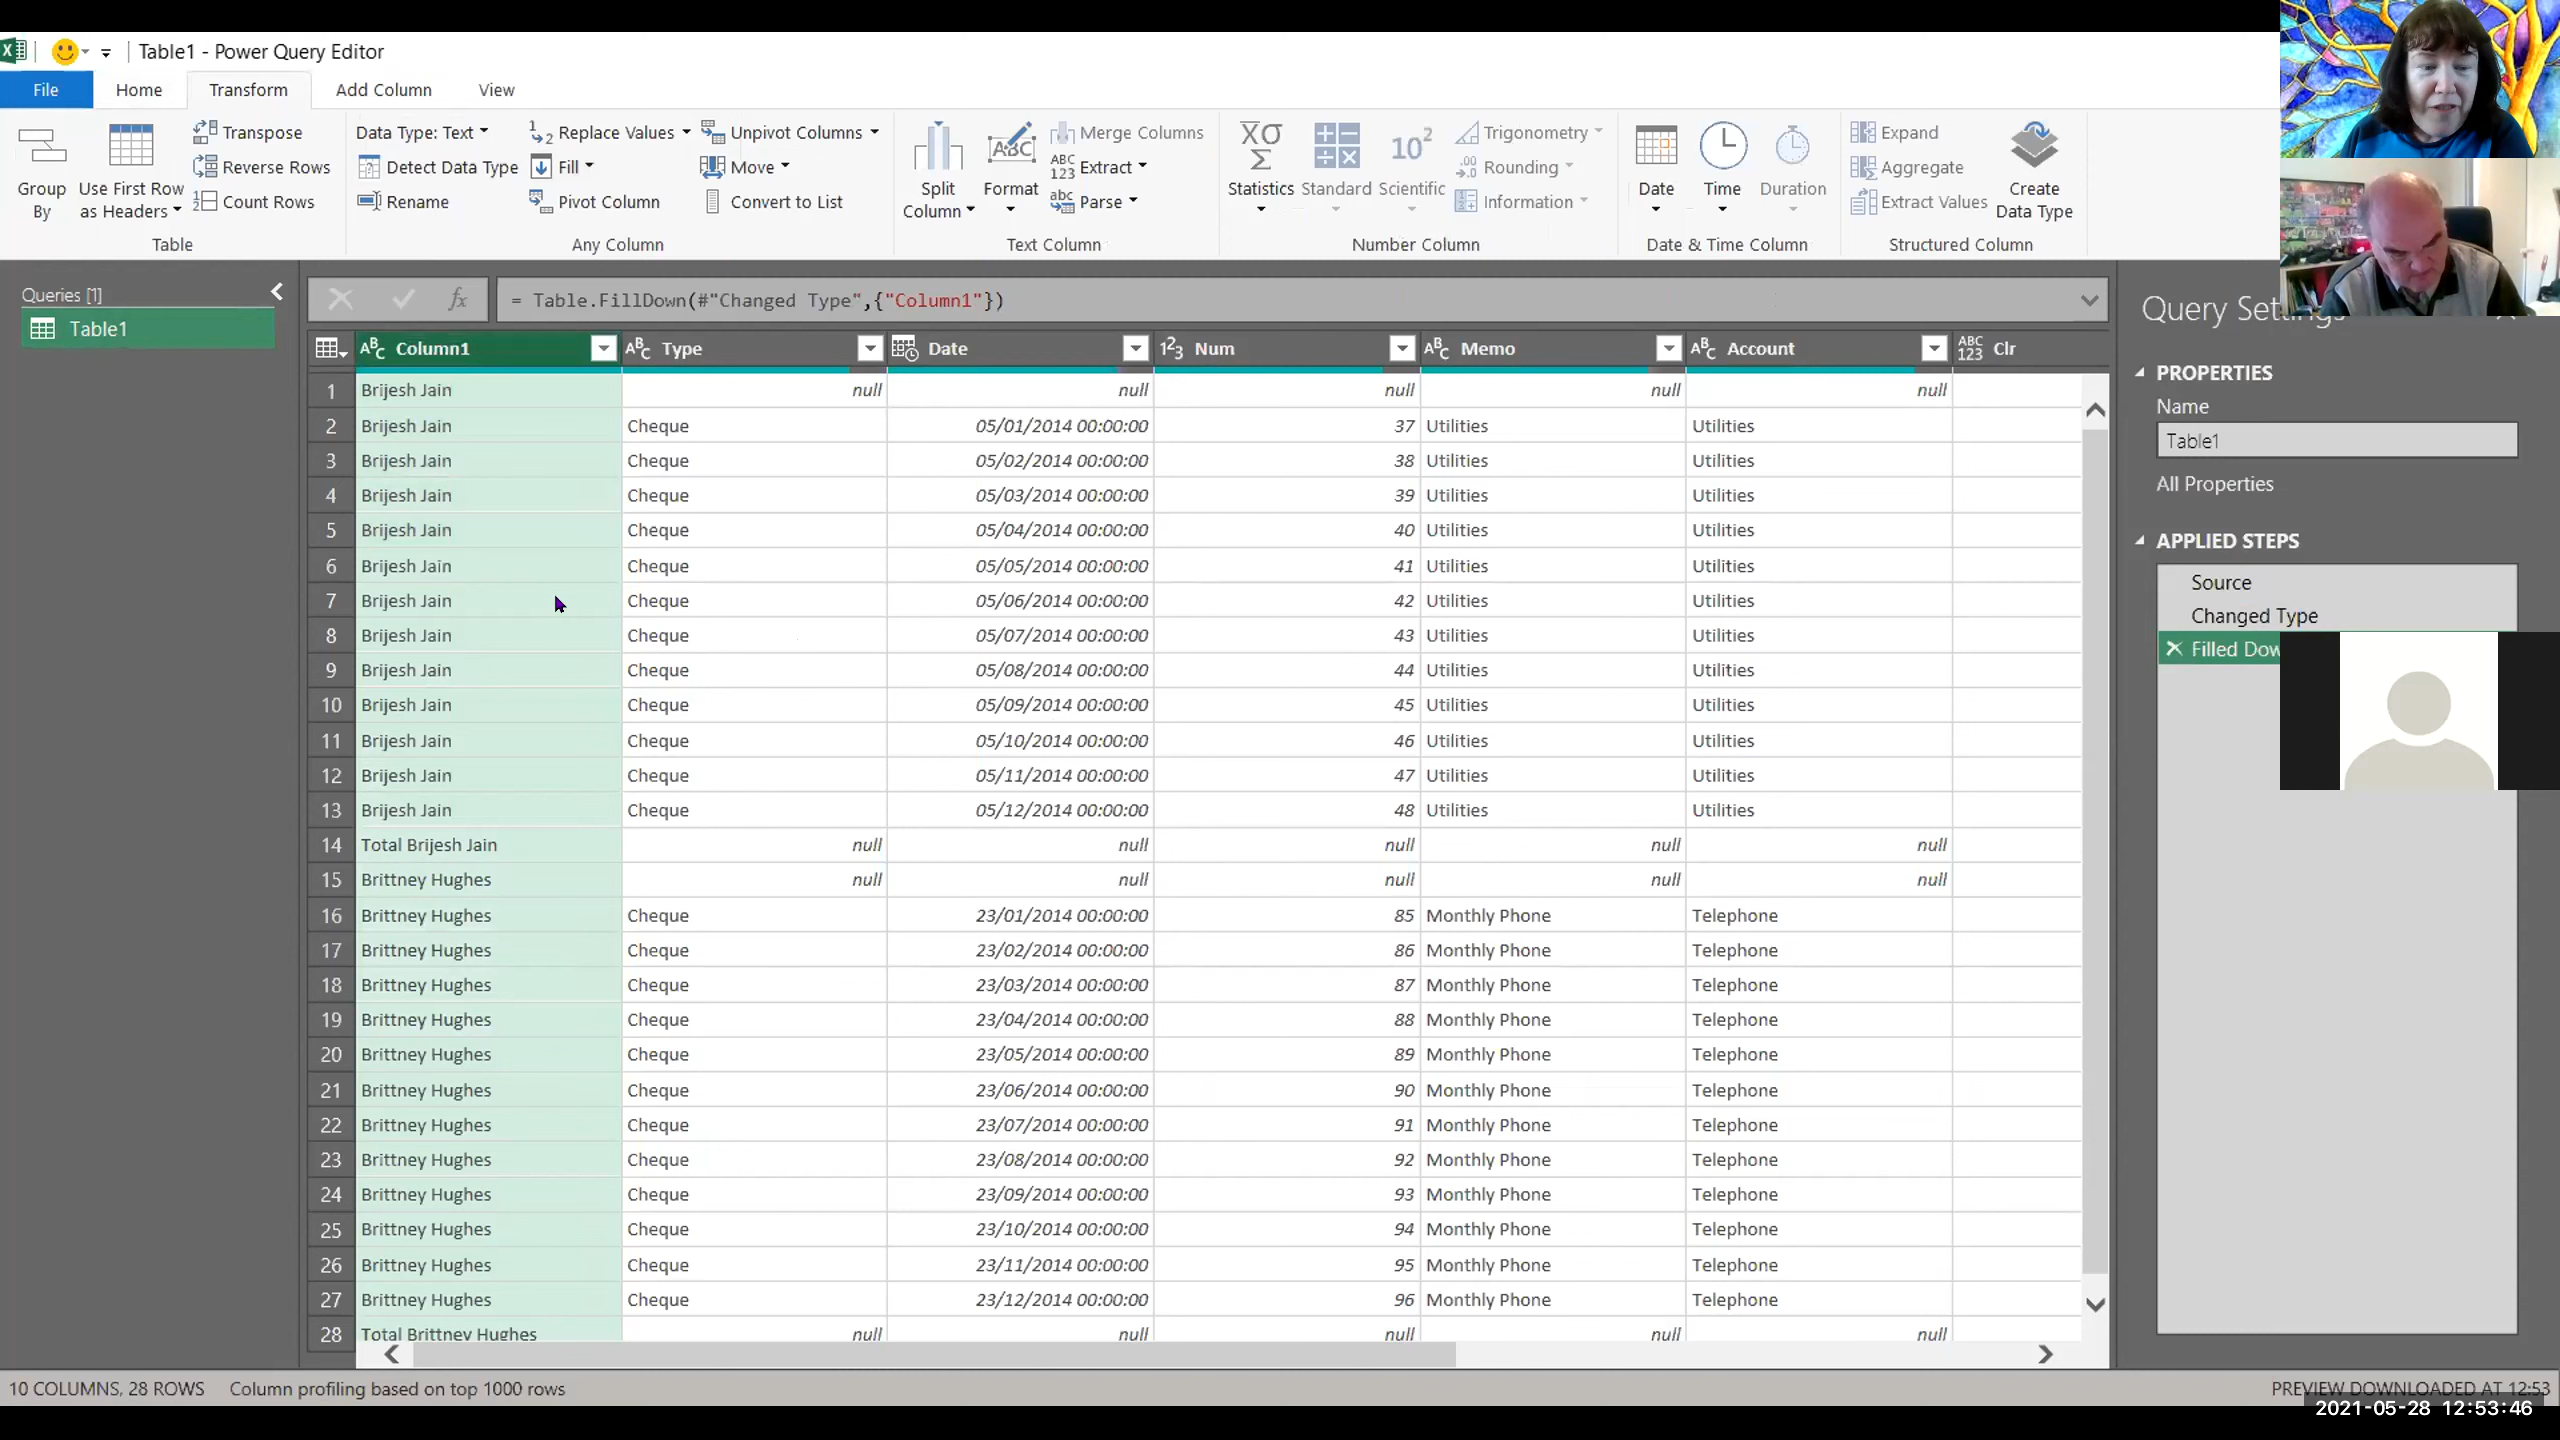 Table1 - Power Query Editor
File Home Transform Add Column View
Group By
Use First Row as Headers
Transpose
Reverse Rows
Count Rows
Table
Data Type: Text
Detect Data Type
Rename
Replace Values
Fill
Pivot Column
Unpivot Columns
Move
Convert to List
Any Column
Split Column
Format
Merge Columns
Extract
Parse
Text Column
Statistics
Standard
Scientific
Trigonometry
Rounding
Information
Number Column
Date
Time
Duration
Date & Time Column
Expand
Aggregate
Extract Values
Create Data Type
Structured Column
Queries [1]
Table1
= Table.FillDown(#"Changed Type",{"Column1"})
Column1 Type Date Num Memo Account Clr
1 Brijesh Jain null null null null null
2 Brijesh Jain Cheque 05/01/2014 00:00:00 37 Utilities Utilities
3 Brijesh Jain Cheque 05/02/2014 00:00:00 38 Utilities Utilities
4 Brijesh Jain Cheque 05/03/2014 00:00:00 39 Utilities Utilities
5 Brijesh Jain Cheque 05/04/2014 00:00:00 40 Utilities Utilities
6 Brijesh Jain Cheque 05/05/2014 00:00:00 41 Utilities Utilities
7 Brijesh Jain Cheque 05/06/2014 00:00:00 42 Utilities Utilities
8 Brijesh Jain Cheque 05/07/2014 00:00:00 43 Utilities Utilities
9 Brijesh Jain Cheque 05/08/2014 00:00:00 44 Utilities Utilities
10 Brijesh Jain Cheque 05/09/2014 00:00:00 45 Utilities Utilities
11 Brijesh Jain Cheque 05/10/2014 00:00:00 46 Utilities Utilities
12 Brijesh Jain Cheque 05/11/2014 00:00:00 47 Utilities Utilities
13 Brijesh Jain Cheque 05/12/2014 00:00:00 48 Utilities Utilities
14 Total Brijesh Jain null null null null null
15 Brittney Hughes null null null null null
16 Brittney Hughes Cheque 23/01/2014 00:00:00 85 Monthly Phone Telephone
17 Brittney Hughes Cheque 23/02/2014 00:00:00 86 Monthly Phone Telephone
18 Brittney Hughes Cheque 23/03/2014 00:00:00 87 Monthly Phone Telephone
19 Brittney Hughes Cheque 23/04/2014 00:00:00 88 Monthly Phone Telephone
20 Brittney Hughes Cheque 23/05/2014 00:00:00 89 Monthly Phone Telephone
21 Brittney Hughes Cheque 23/06/2014 00:00:00 90 Monthly Phone Telephone
22 Brittney Hughes Cheque 23/07/2014 00:00:00 91 Monthly Phone Telephone
23 Brittney Hughes Cheque 23/08/2014 00:00:00 92 Monthly Phone Telephone
24 Brittney Hughes Cheque 23/09/2014 00:00:00 93 Monthly Phone Telephone
25 Brittney Hughes Cheque 23/10/2014 00:00:00 94 Monthly Phone Telephone
26 Brittney Hughes Cheque 23/11/2014 00:00:00 95 Monthly Phone Telephone
27 Brittney Hughes Cheque 23/12/2014 00:00:00 96 Monthly Phone Telephone
28 Total Brittney Hughes null null null null null
Query
PROPERTIES
Name
Table1
All Properties
APPLIED STEPS
Source
Changed Type
Filled
10 COLUMNS, 28 ROWS Column profiling based on top 1000 rows
PREVIEW DOWNLOADED AT 12:53
2021-05-28 12:53:46